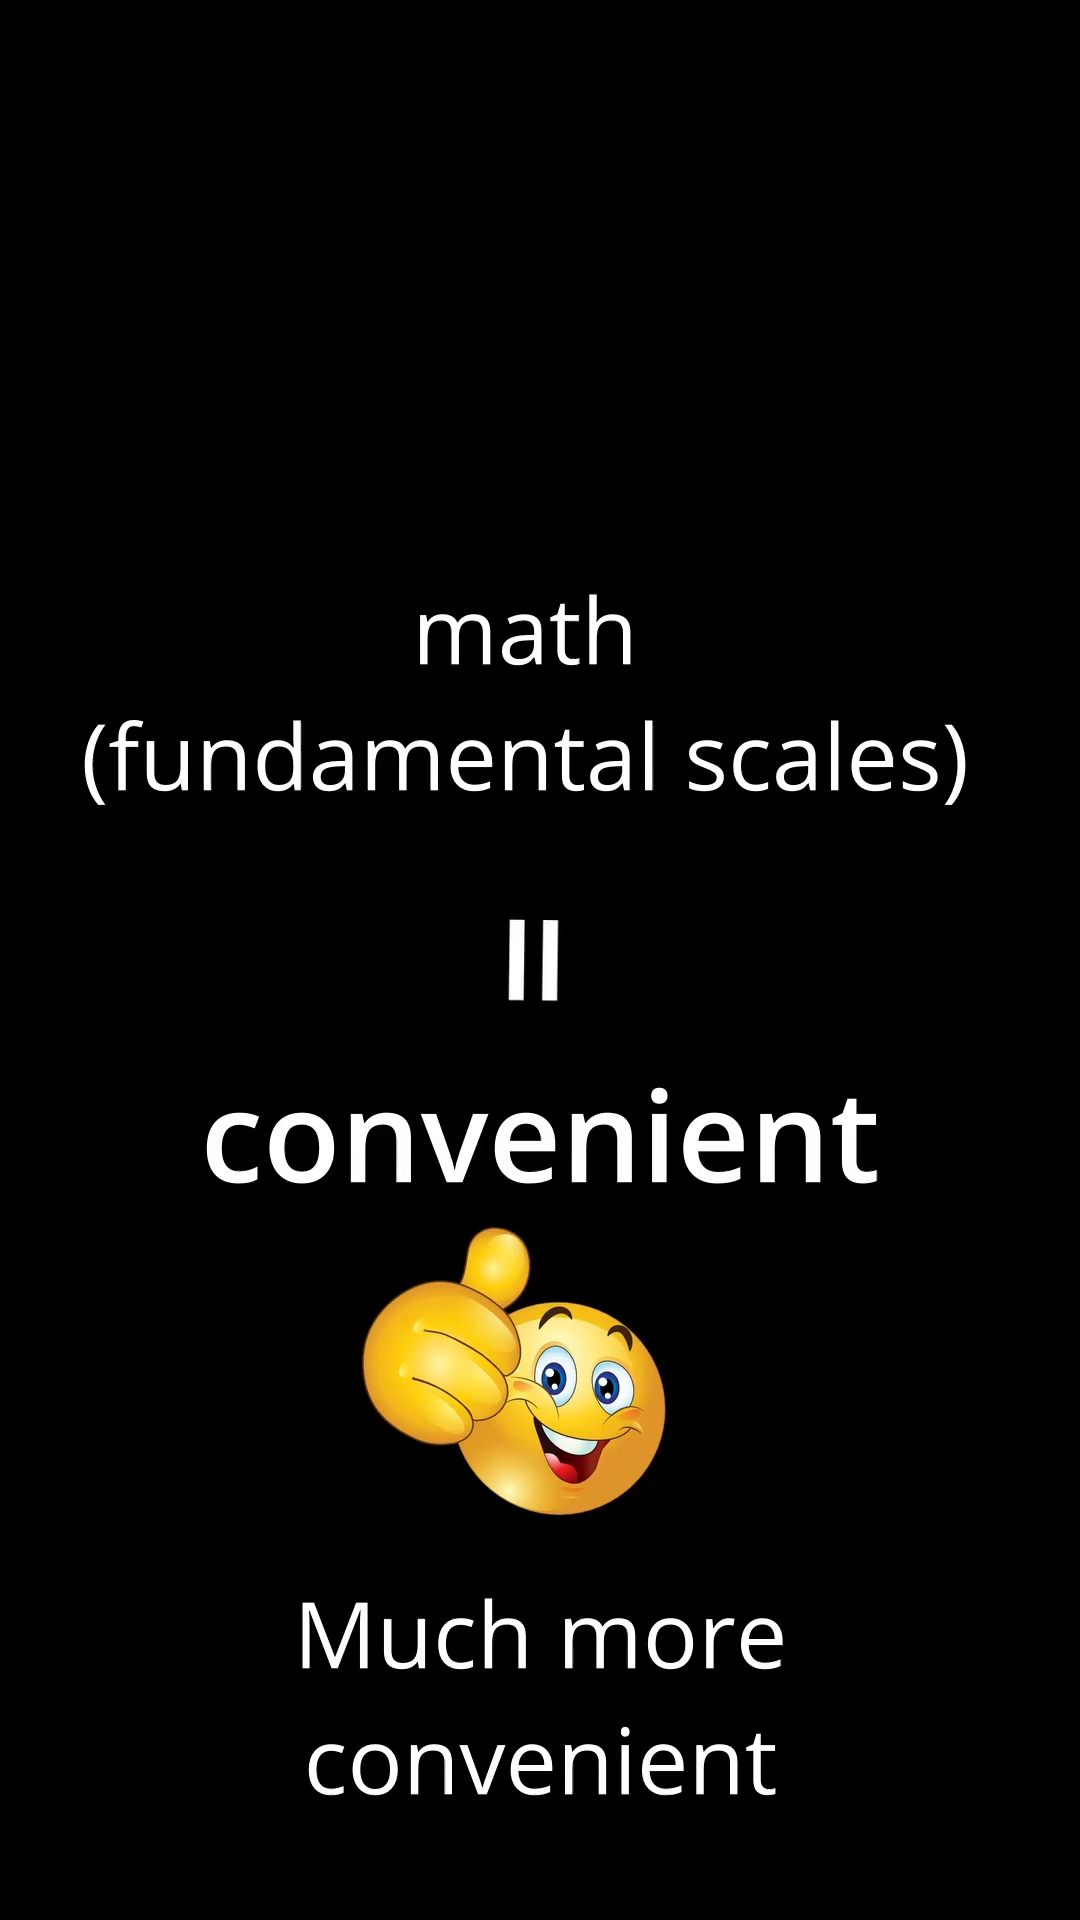 math
(fundamental scales)
=
convenient
Much more
convenient